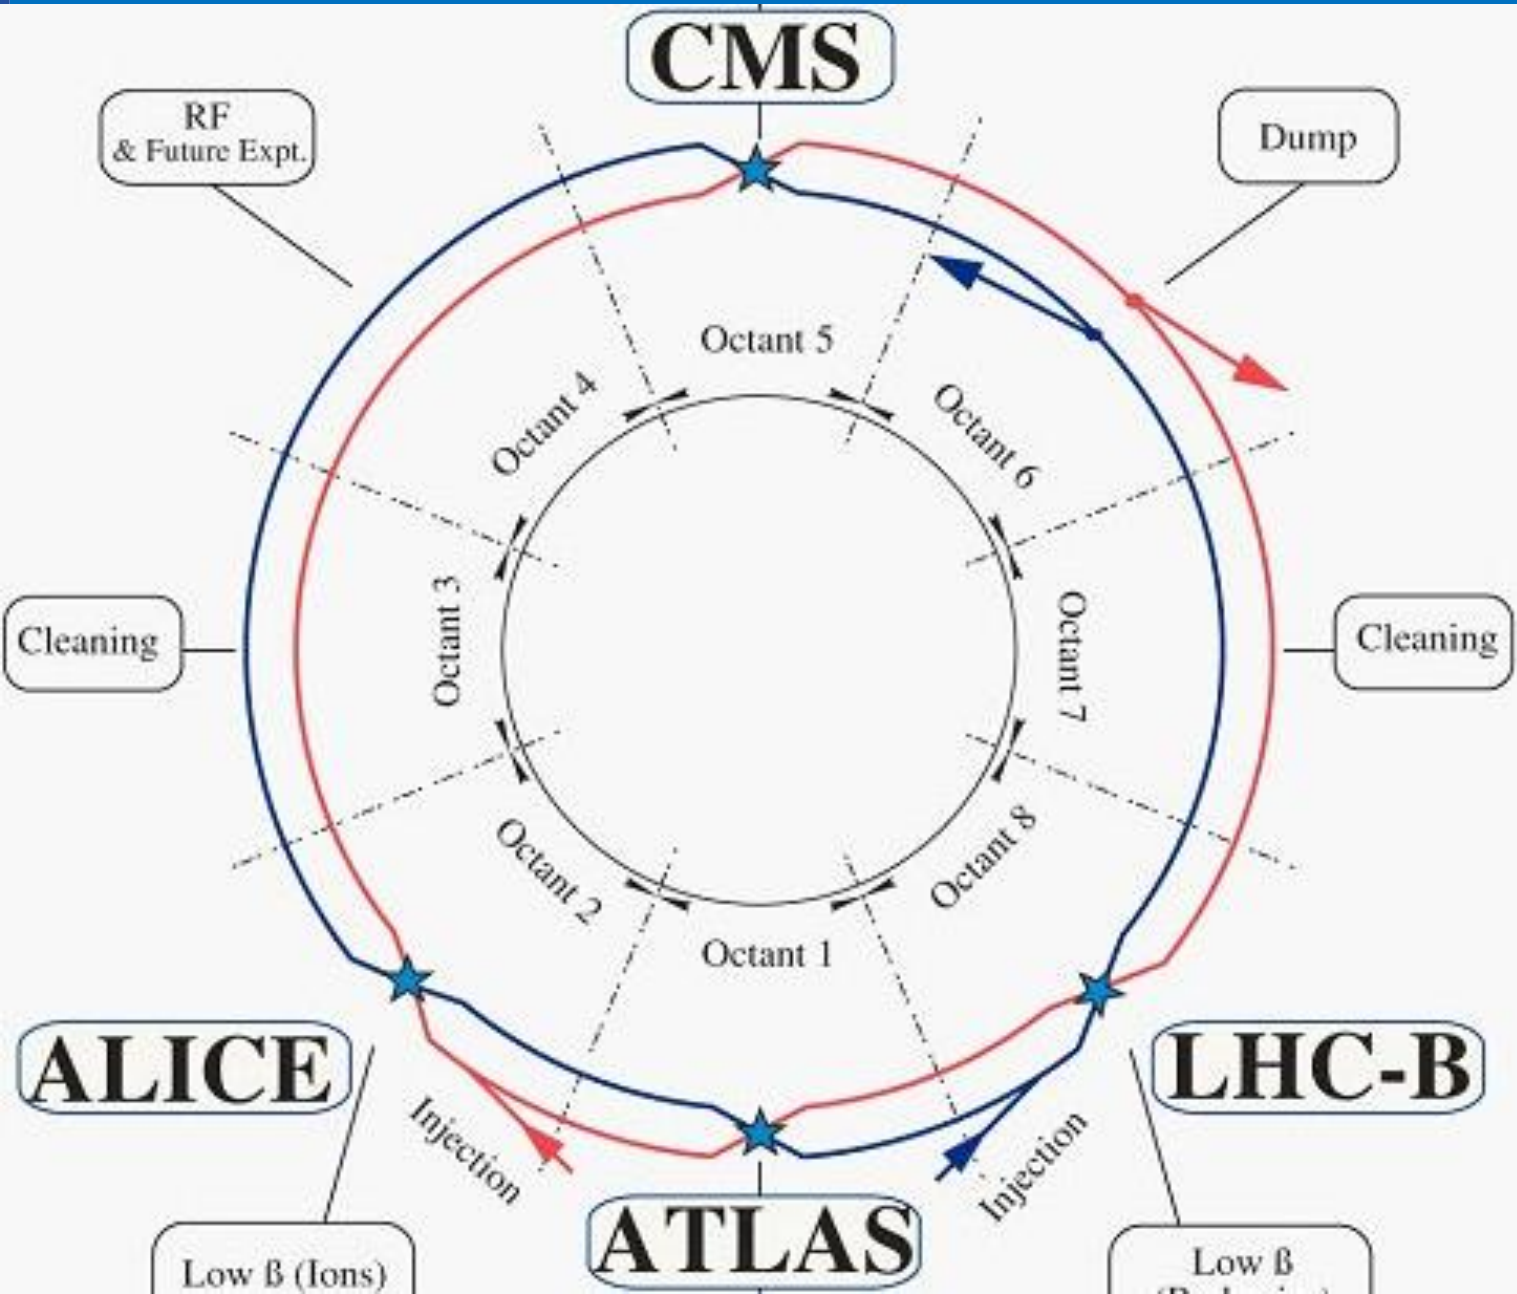 CMS
RF
& Future Expt.
Dump
Octant 5
Octant 4
Octant 6
Cleaning
Octant 3
Octant 7
Cleaning
Octant 2
Octant 8
Octant 1
ALICE
LHC-B
Injection
Injection
ATLAS
Low ß (Ions)
Low ß